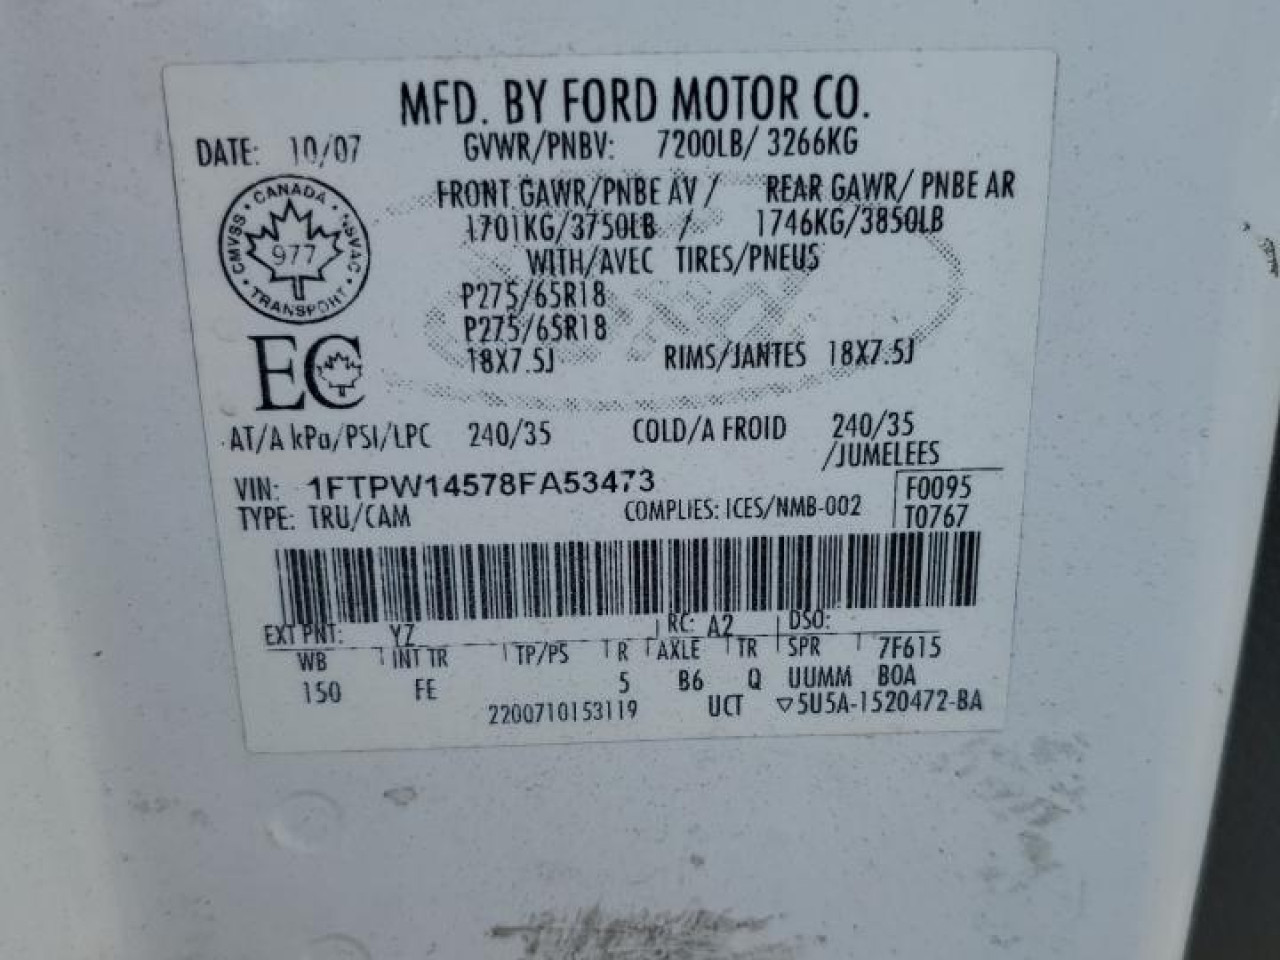 MFD. BY FORD MOTOR CO.
DATE: 10/07 GVWR/PNBV: 7200LB/ 3266KG
FRONT GAWR/PNBE AV / REAR GAWR/ PNBE AR
1701KG/3750LB / 1746KG/3850LB
WITH/AVEC TIRES/PNEUS
CANADA
CMVSS 977 NSVAC
TRANSPORT
P275/65R18
P275/65R18
18X7.5J RIMS/JANTES 18X7.5J
EC
AT/A kPa/PSI/LPC 240/35 COLD/A FROID 240/35
/JUMELEES
VIN: 1FTPW14578FA53473 F0095
TYPE: TRU/CAM COMPLIES: ICES/NMB-002 T0767
EXT PNT: YZ RC: A2 DSO:
WB INT TR TP/PS R AXLE TR SPR 7F615
150 FE 5 B6 Q UUMM BOA
2200710153119 UCT ▽5U5A-1520472-BA